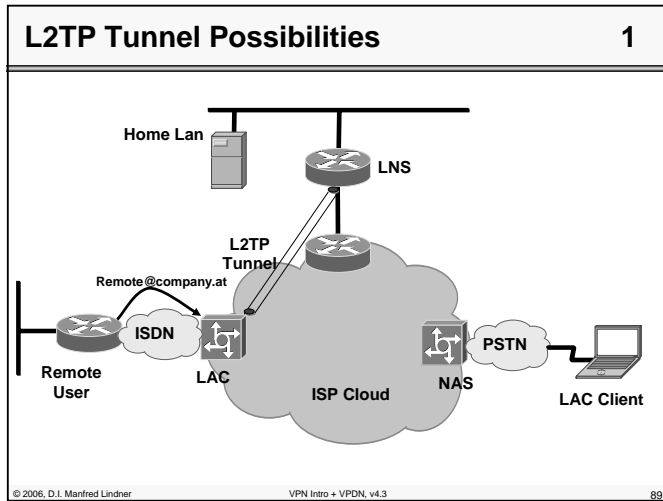 L2TP Tunnel Possibilities 1
Home Lan
LNS
L2TP
Tunnel
Remote@company.at
ISDN
PSTN
Remote
User
LAC
ISP Cloud
NAS
LAC Client
© 2006, D.I. Manfred Lindner VPN Intro + VPDN, v4.3 89